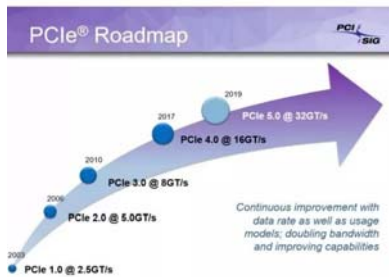 PCIe® Roadmap
PCI
SIG
2019
PCIe 5.0 @ 32GT/s
2017
PCIe 4.0 @ 16GT/s
2010
PCIe 3.0 @ 8GT/s
2006
PCIe 2.0 @ 5.0GT/s
2003
PCIe 1.0 @ 2.5GT/s
Continuous improvement with
data rate as well as usage
models; doubling bandwidth
and improving capabilities